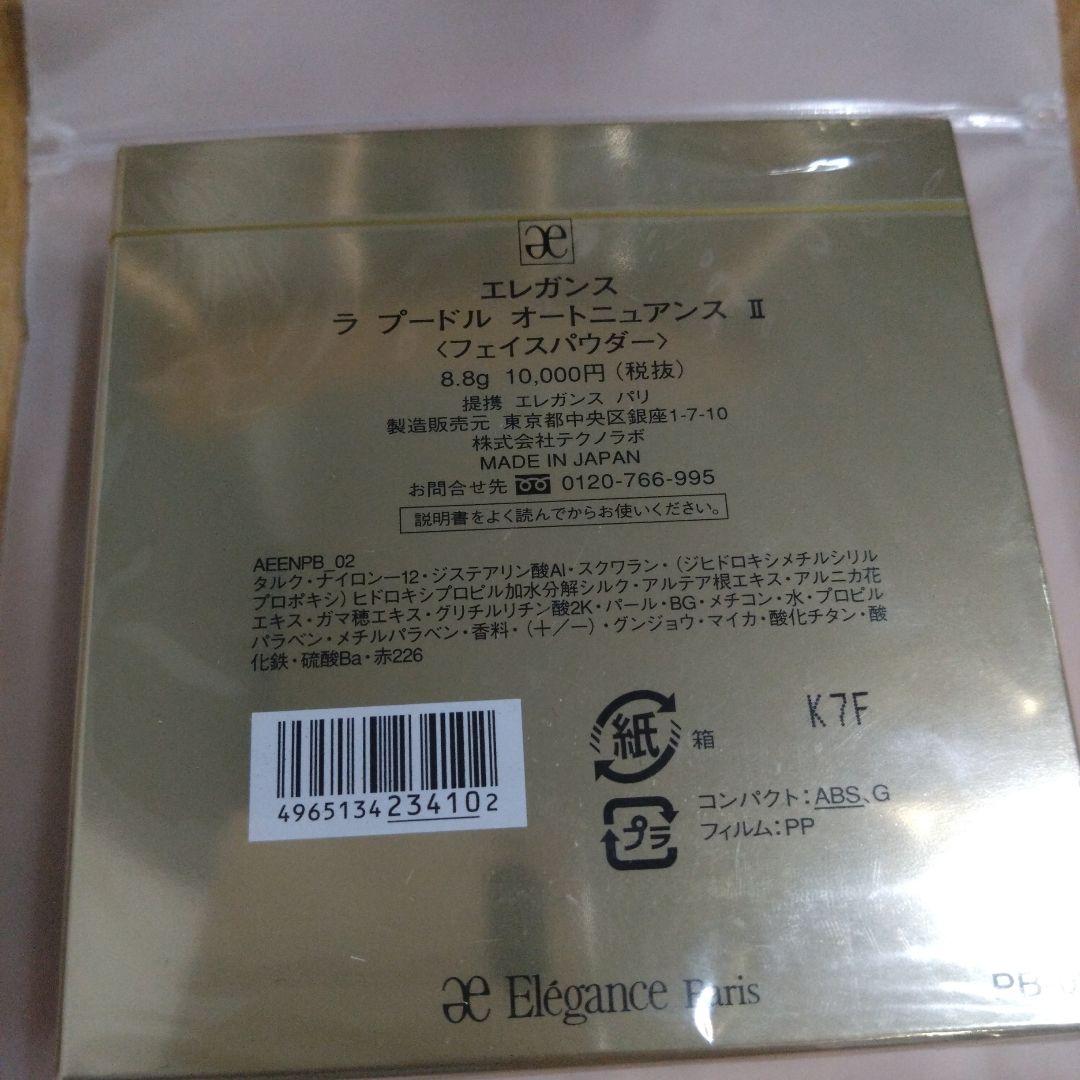 æ
エレガンス
ラ プードル オートニュアンス Ⅱ
〈フェイスパウダー〉
8.8g 10,000円(税抜)
提携 エレガンス パリ
製造販売元 東京都中央区銀座1-7-10
株式会社テクノラボ
MADE IN JAPAN
お問合せ先 0120-766-995
説明書をよく読んでからお使いください。
AEENPB_02
タルク・ナイロン―12・ジステアリン酸Al・スクワラン・(ジヒドロキシメチルシリル
プロポキシ)ヒドロキシプロピル加水分解シルク・アルテア根エキス・アルニカ花
エキス・ガマ穂エキス・グリチルリチン酸2K・パール・BG・メチコン・水・プロピル
パラベン・メチルパラベン・香料・(+/−)・グンジョウ・マイカ・酸化チタン・酸
化鉄・硫酸Ba・赤226
4965134234102
紙 箱
K7F
プラ コンパクト:ABS、G
フィルム:PP
æ Elégance Paris
PB